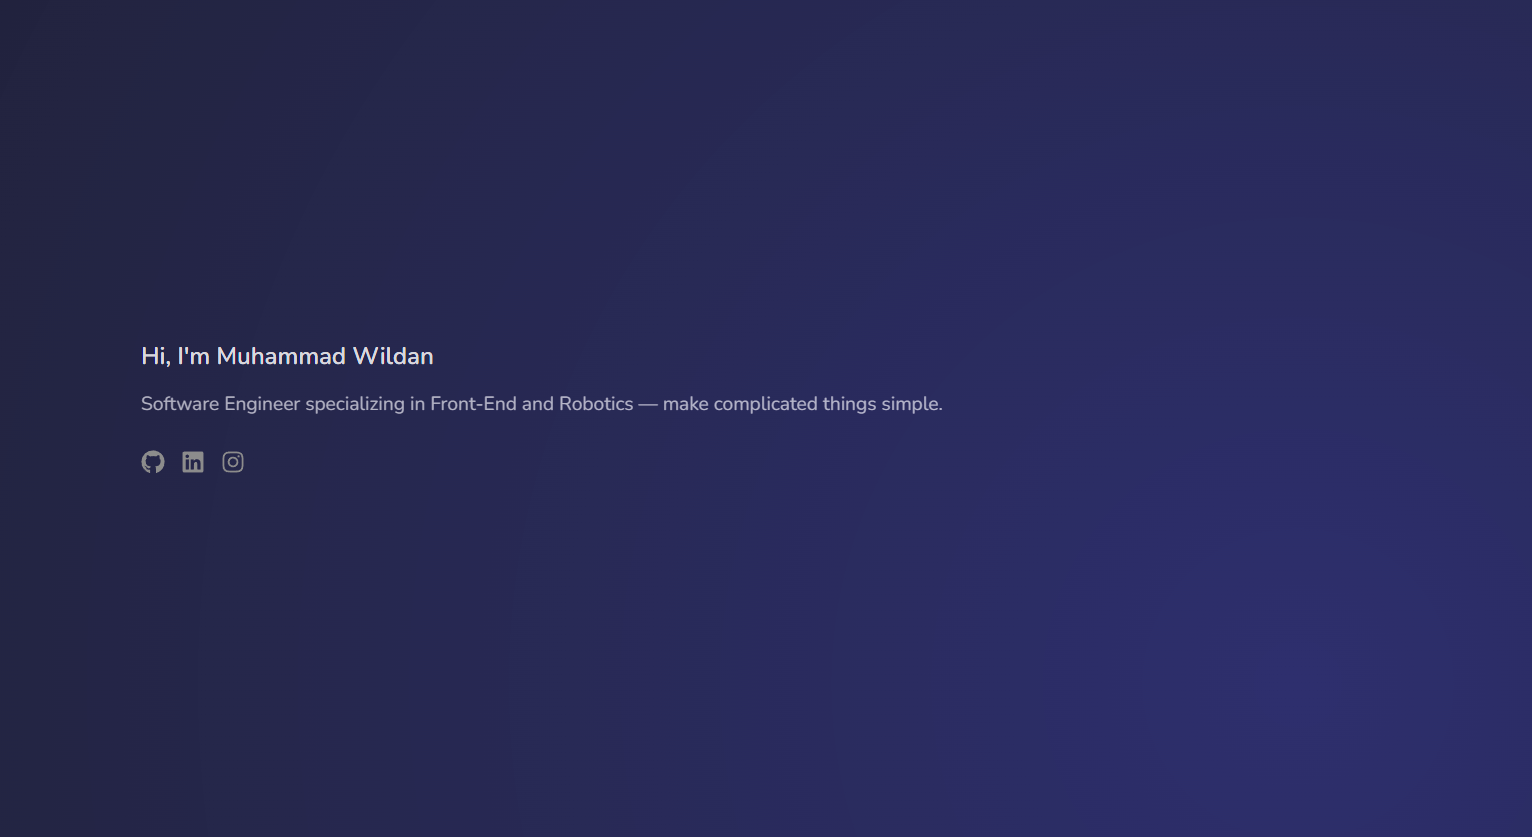 Hi, I'm Muhammad Wildan
Software Engineer specializing in Front-End and Robotics — make complicated things simple.